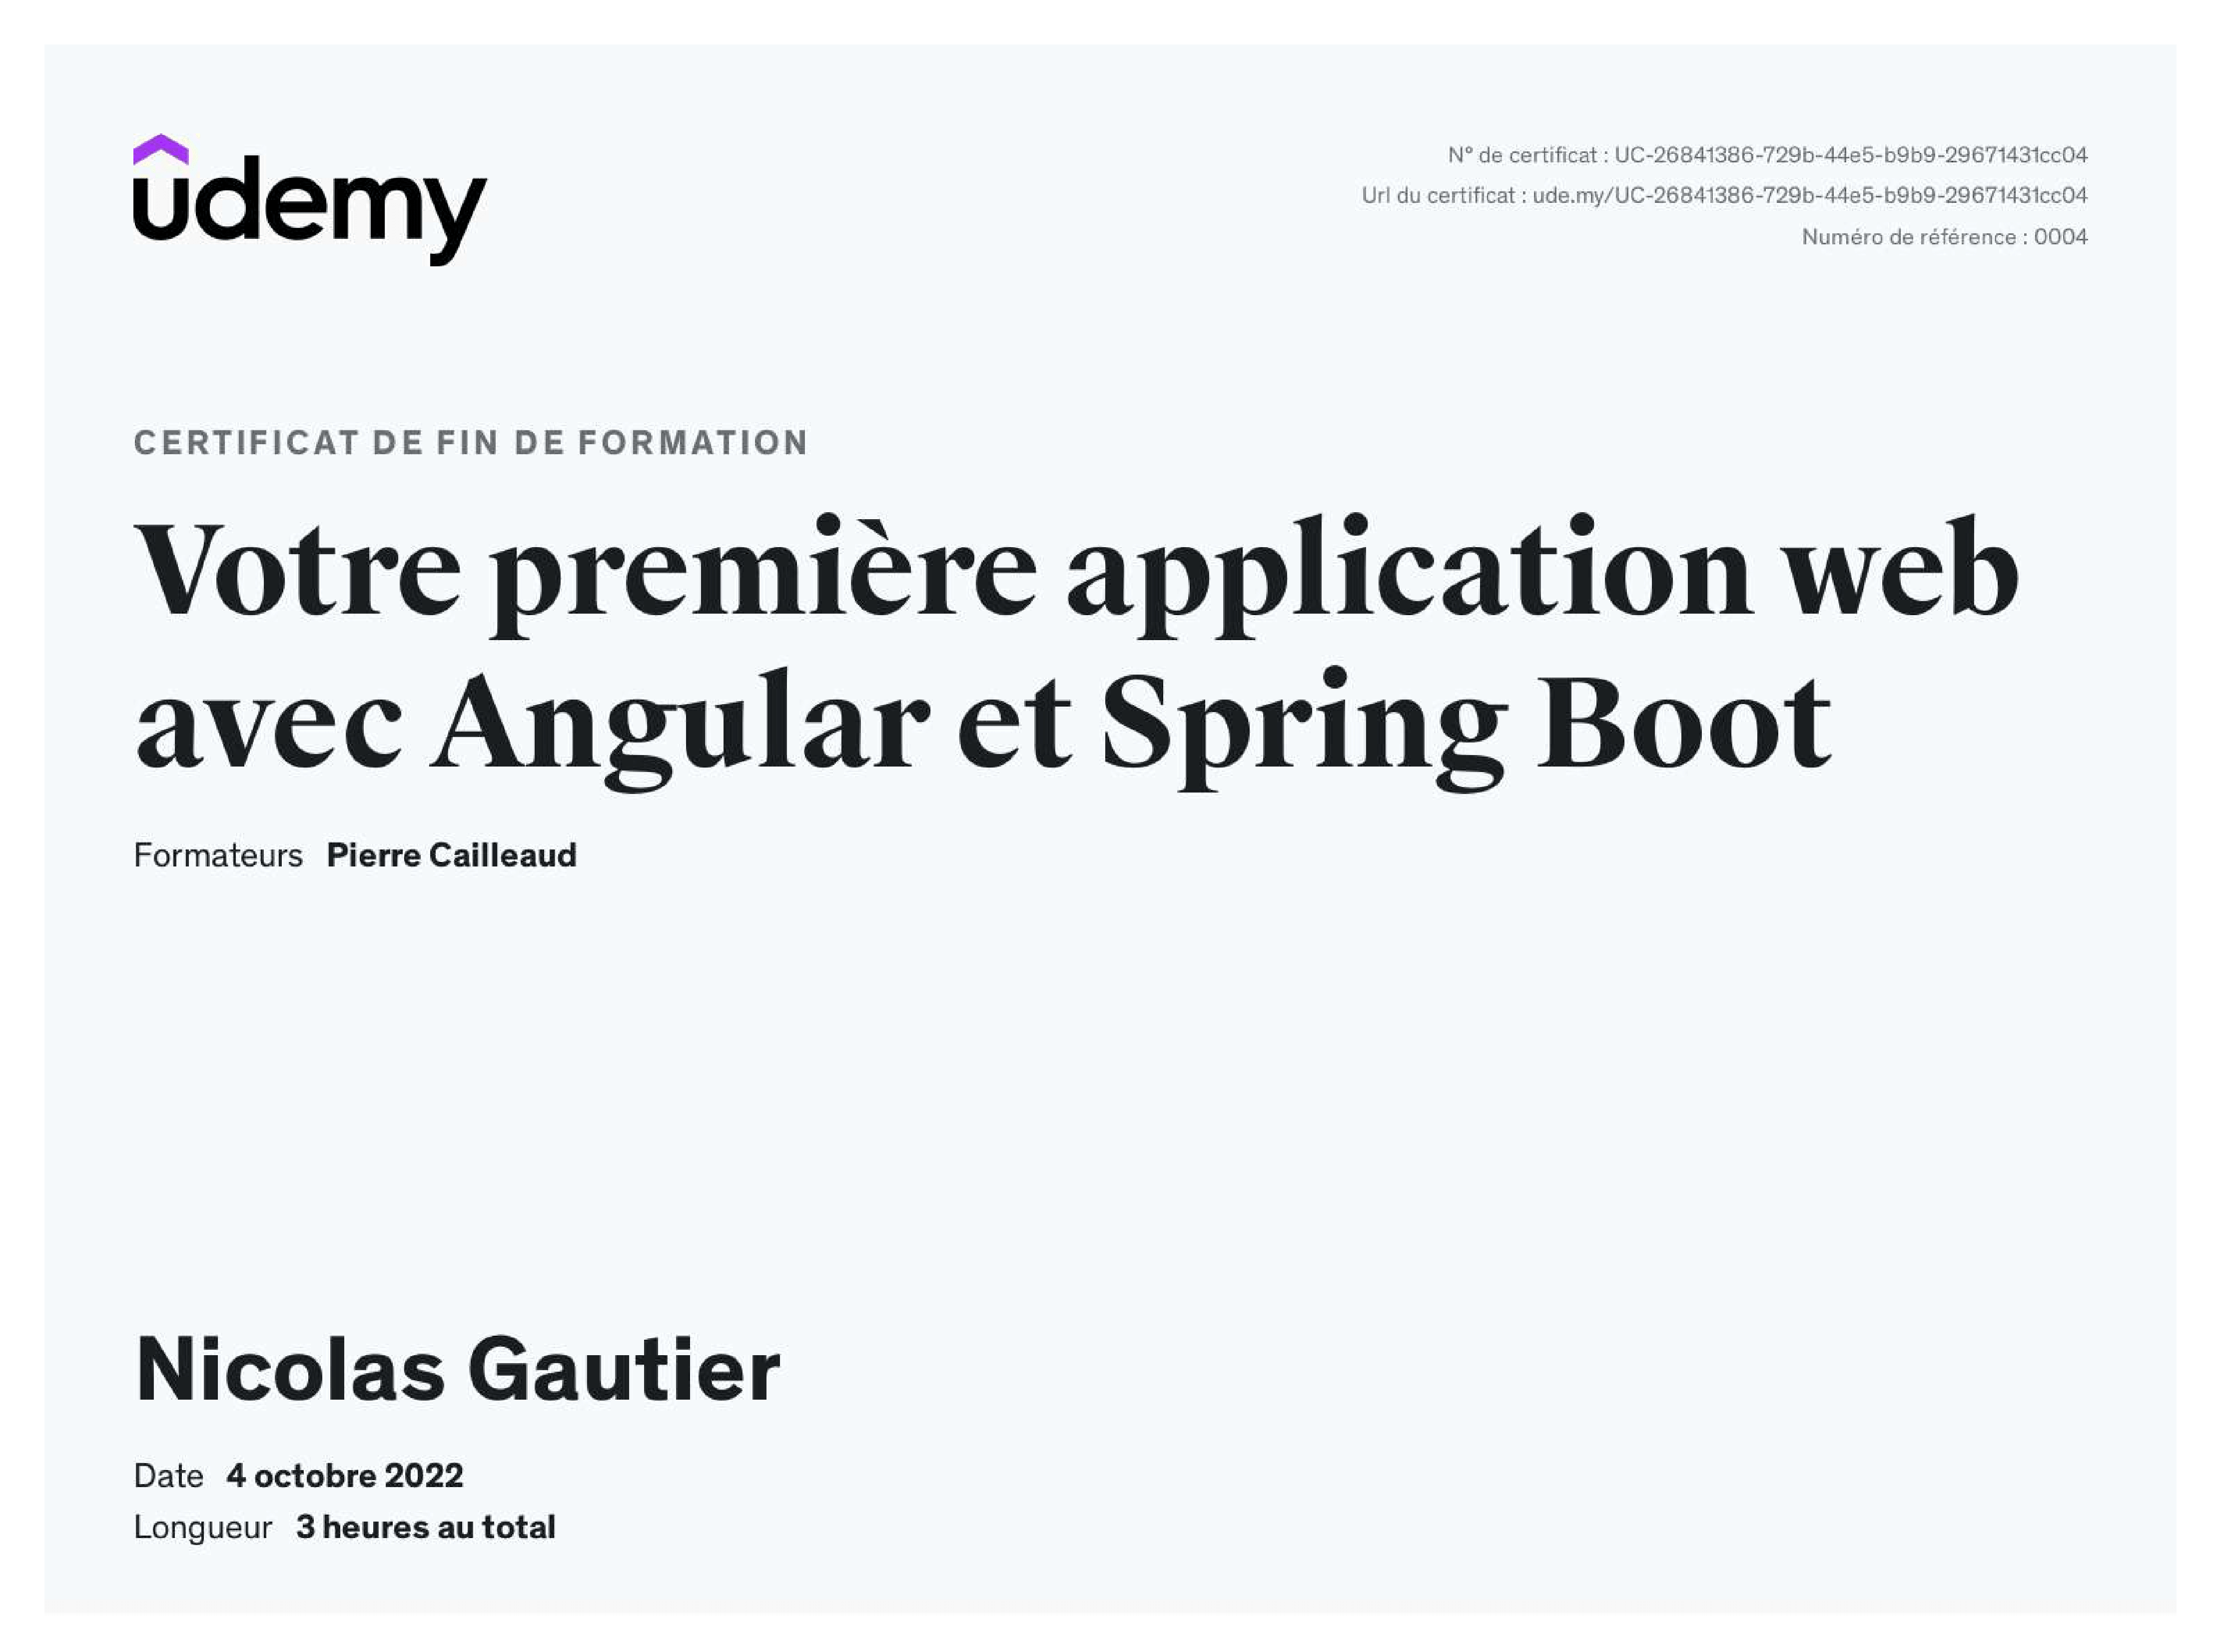 udemy
N° de certificat : UC-26841386-729b-44e5-b9b9-29671431cc04
Url du certificat : ude.my/UC-26841386-729b-44e5-b9b9-29671431cc04
Numéro de référence : 0004
CERTIFICAT DE FIN DE FORMATION
Votre première application web
avec Angular et Spring Boot
Formateurs Pierre Cailleaud
Nicolas Gautier
Date 4 octobre 2022
Longueur 3 heures au total